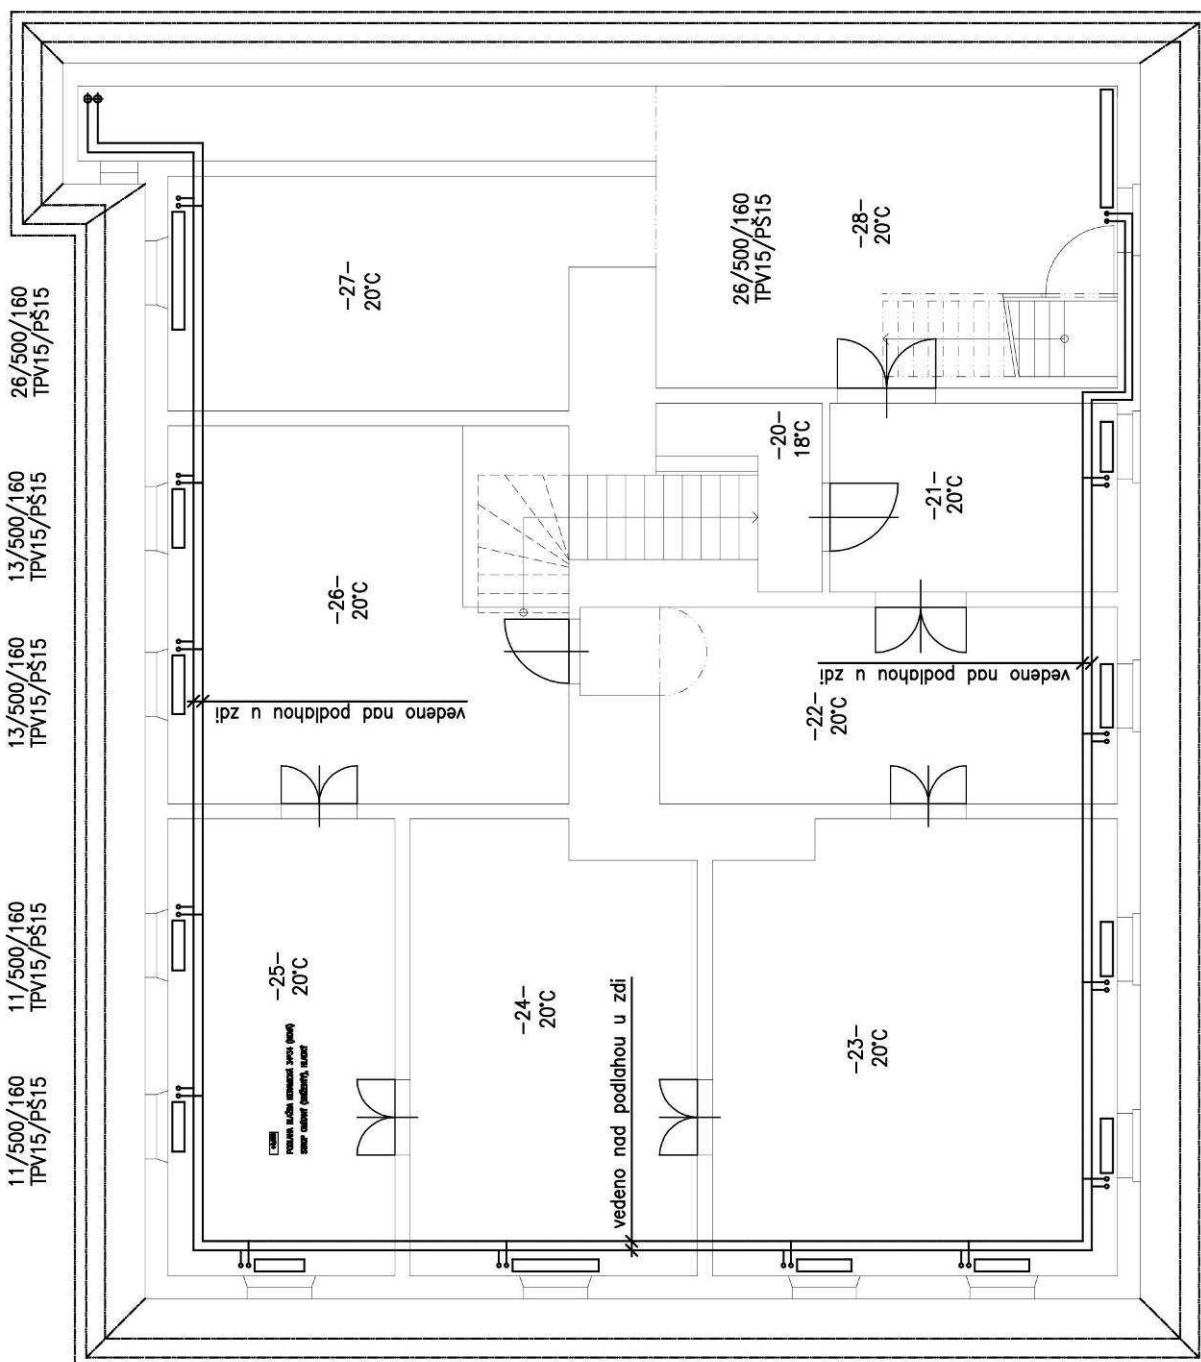 26/500/160
TPV15/PŠ15
13/500/160
TPV15/PŠ15
13/500/160
TPV15/PŠ15
11/500/160
TPV15/PŠ15
11/500/160
TPV15/PŠ15
-27-
20°C
26/500/160
TPV15/PŠ15
-28-
20°C
-20-
18°C
-21-
20°C
-26-
20°C
vedeno nad podlahou u zdi
vedeno nad podlahou u zdi
-22-
20°C
-25-
20°C
-24-
20°C
vedeno nad podlahou u zdi
-23-
20°C